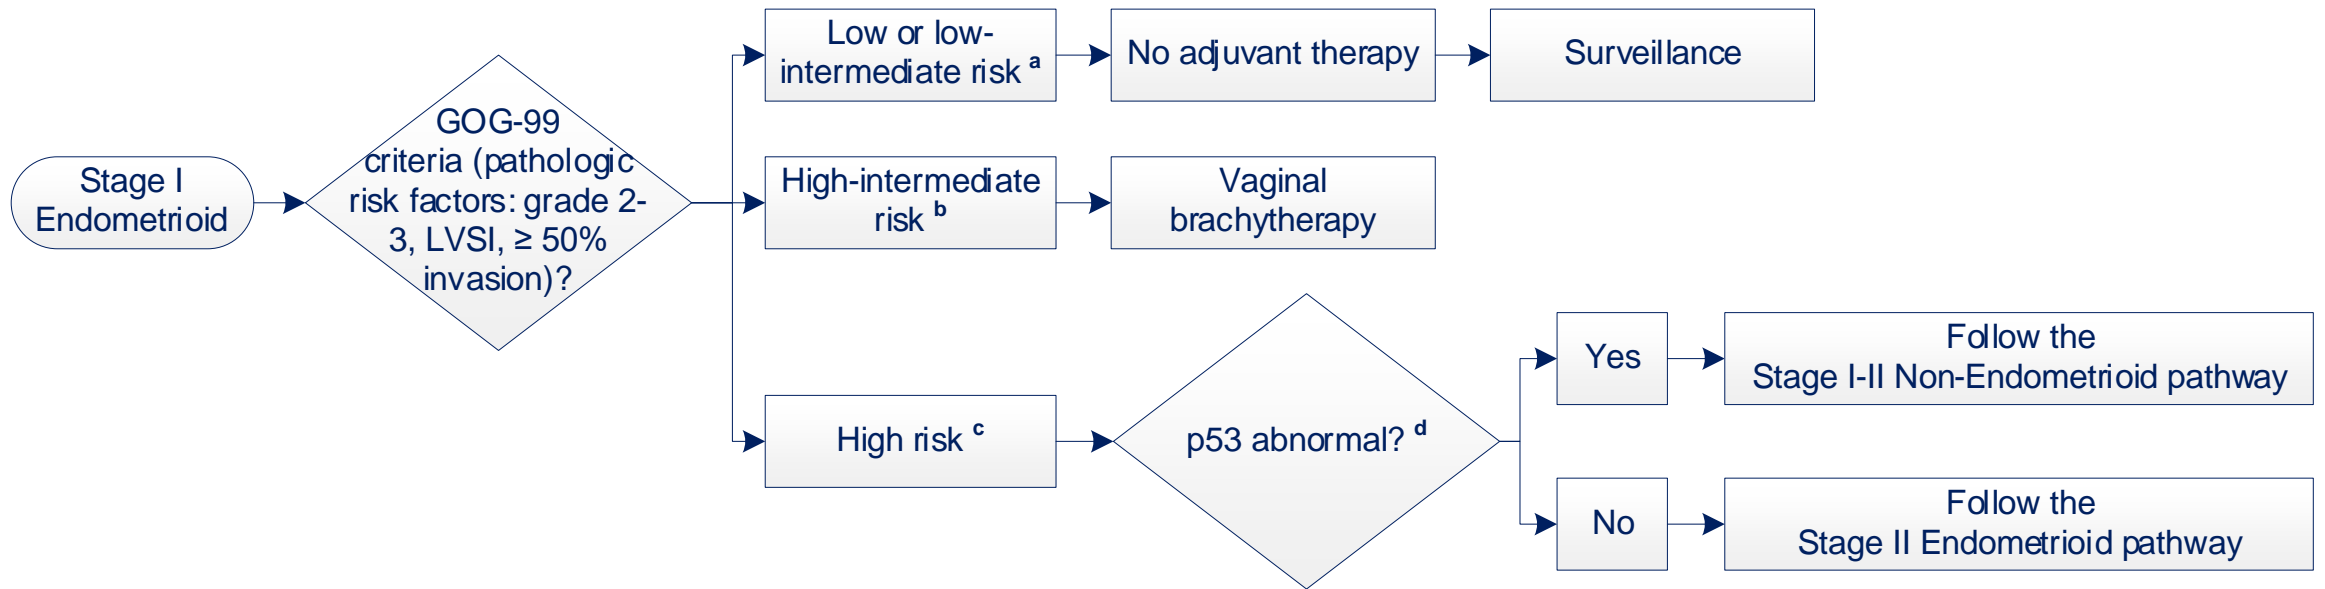 Stage I
Endometrioid
GOG-99
criteria (pathologic
risk factors: grade 2-
3, LVSI, ≥ 50%
invasion)?
Low or low-
intermediate risk a
No adjuvant therapy
Surveillance
High-intermediate
risk b
Vaginal
brachytherapy
High risk c
p53 abnormal? d
Yes
Follow the
Stage I-II Non-Endometrioid pathway
No
Follow the
Stage II Endometrioid pathway